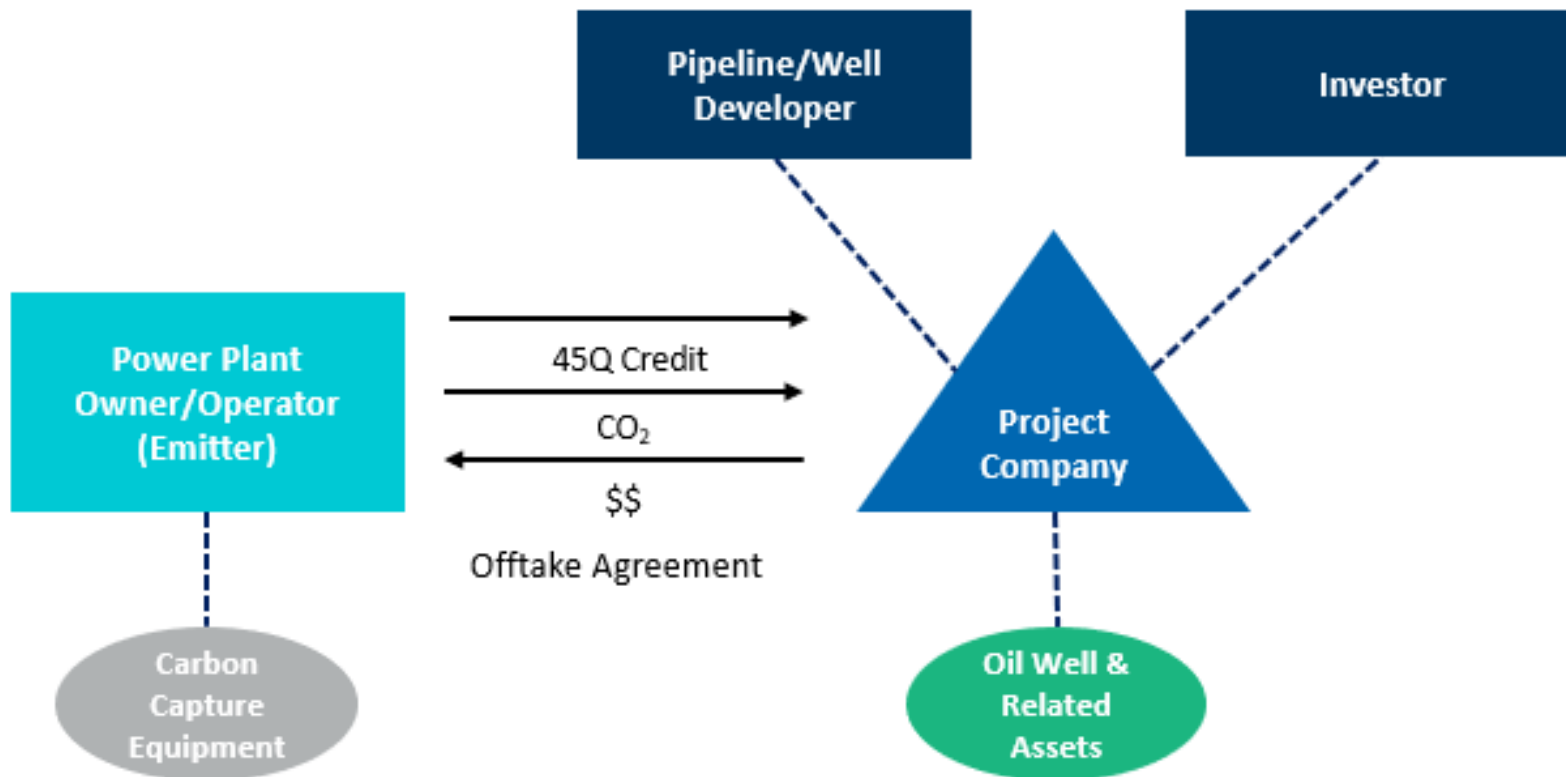 Pipeline/Well
Developer
Investor
Power Plant
Owner/Operator
(Emitter)
45Q Credit
CO₂
$$
Offtake Agreement
Project
Company
Carbon
Capture
Equipment
Oil Well &
Related
Assets